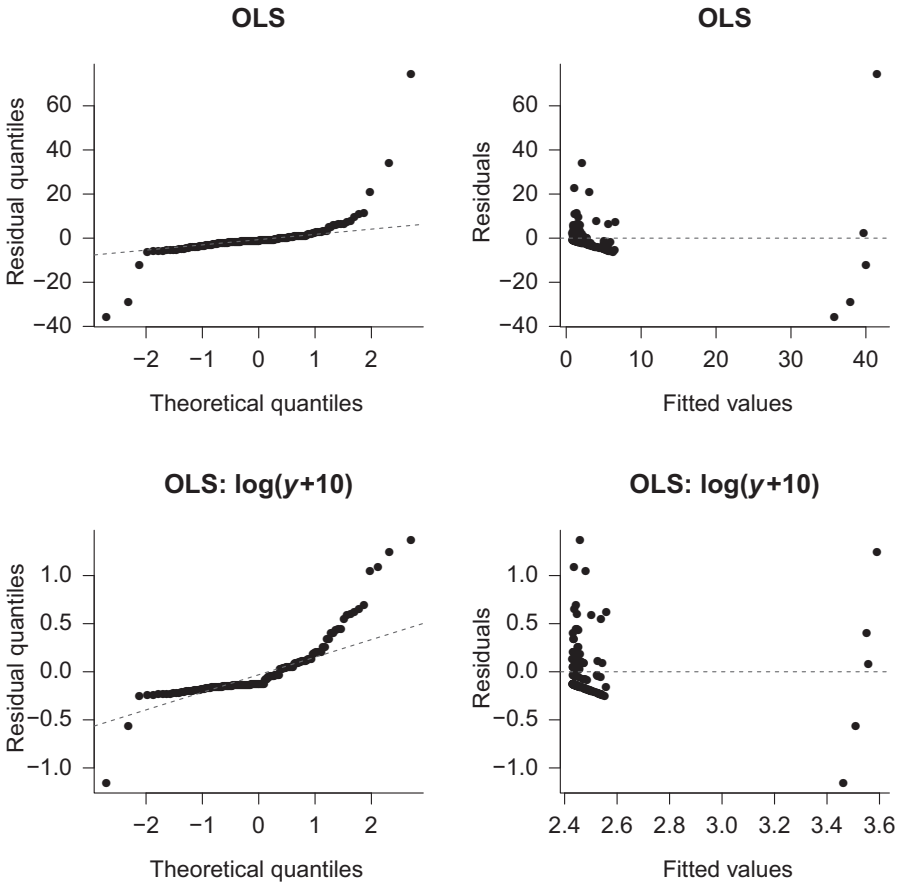 OLS
Residual quantiles
60
40
20
0
−20
−40
−2 −1 0 1 2
Theoretical quantiles
OLS
Residuals
60
40
20
0
−20
−40
0 10 20 30 40
Fitted values
OLS: log(y+10)
Residual quantiles
1.0
0.5
0.0
−0.5
−1.0
−2 −1 0 1 2
Theoretical quantiles
OLS: log(y+10)
Residuals
1.0
0.5
0.0
−0.5
−1.0
2.4 2.6 2.8 3.0 3.2 3.4 3.6
Fitted values